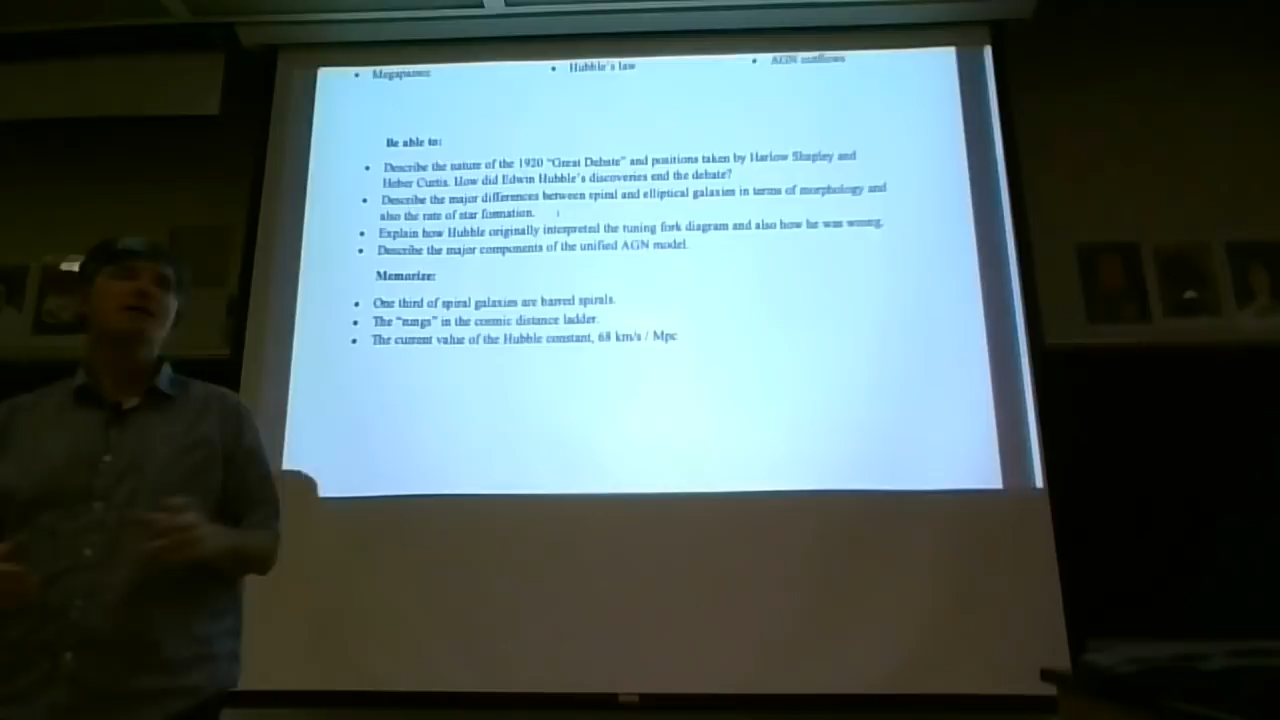 • Megaparsec • Hubble's law • AGN outflows
Be able to:
• Describe the nature of the 1920 "Great Debate" and positions taken by Harlow Shapley and
Heber Curtis. How did Edwin Hubble's discoveries end the debate?
• Describe the major differences between spiral and elliptical galaxies in terms of morphology and
also the rate of star formation.
• Explain how Hubble originally interpreted the tuning fork diagram and also how he was wrong.
• Describe the major components of the unified AGN model.
Memorize:
• One third of spiral galaxies are barred spirals.
• The "rungs" in the cosmic distance ladder.
• The current value of the Hubble constant, 68 km/s / Mpc